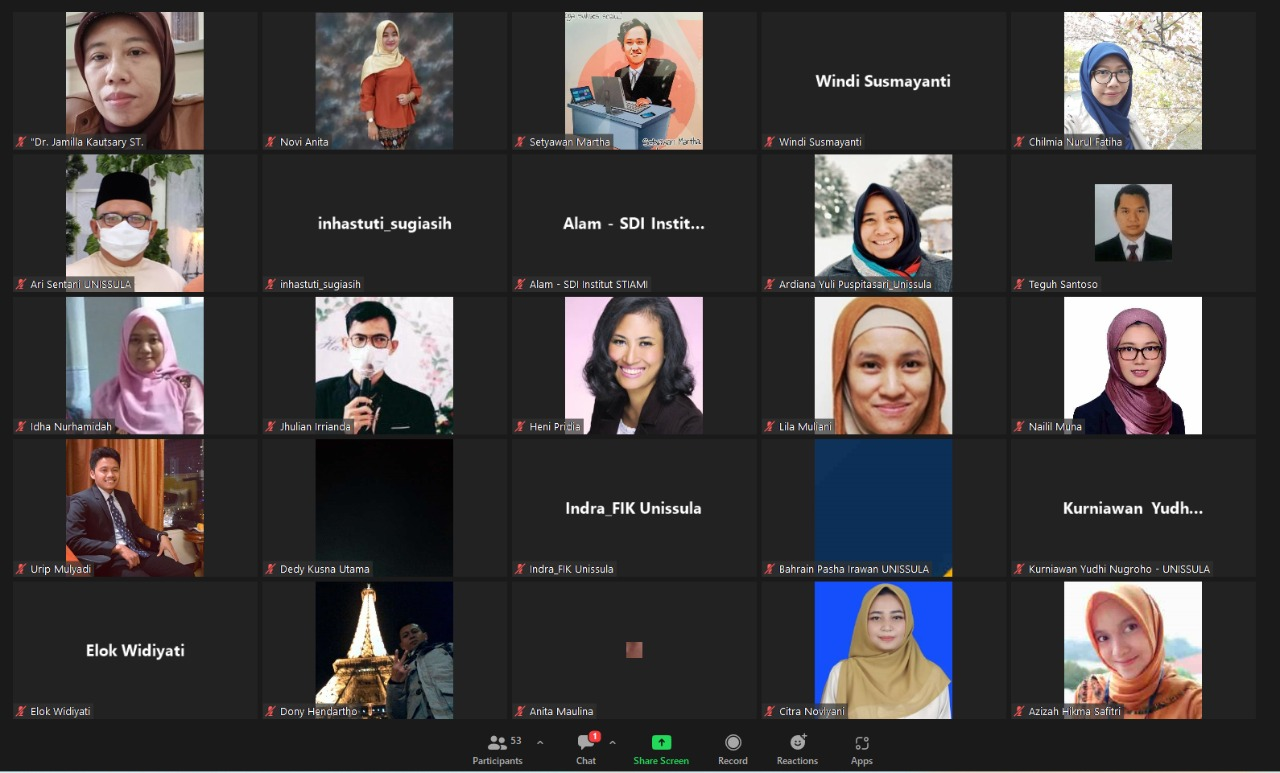 Setyawan Martha
Windi Susmayanti
"Dr. Jamilla Kautsary ST.
Novi Anita
Setyawan Martha
Windi Susmayanti
Chilmia Nurul Fatiha
inhastuti_sugiasih
Alam - SDI Instit...
Ari Sentani UNISSULA
inhastuti_sugiasih
Alam - SDI Institut STIAMI
Ardiana Yuli Puspitasari_Unissula
Teguh Santoso
Idha Nurhamidah
Jhulian Irrianda
Heni Pridia
Lila Muliani
Nailil Muna
Indra_FIK Unissula
Kurniawan Yudh...
Urip Mulyadi
Dedy Kusna Utama
Indra_FIK Unissula
Bahrain Pasha Irawan UNISSULA
Kurniawan Yudhi Nugroho - UNISSULA
Elok Widiyati
Elok Widiyati
Dony Hendartho
Anita Maulina
Citra Noviyani
Azizah Hikma Safitri
53
1
Participants
Chat
Share Screen
Record
Reactions
Apps